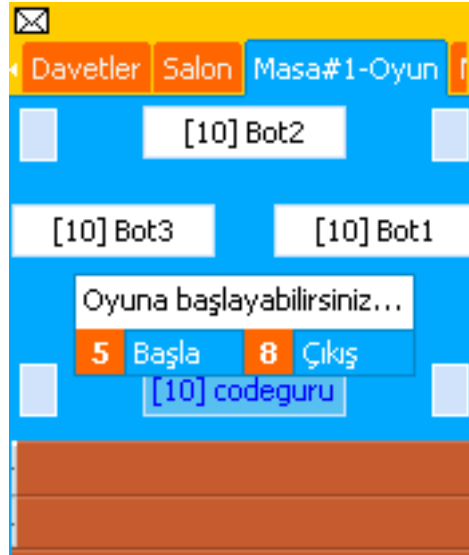 Davetler Salon Masa#1-Oyun
[10] Bot2
[10] Bot3 [10] Bot1
Oyuna başlayabilirsiniz...
5 Başla 8 Çıkış
[10] codeguru